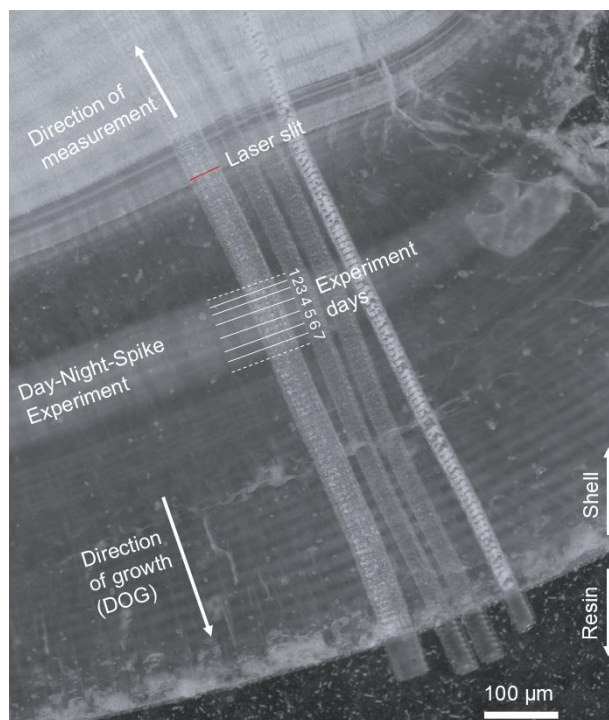 Direction of
measurement
Laser slit
1
2
3
4
5
6
7
Experiment
days
Day-Night-Spike
Experiment
Direction
of growth
(DOG)
Shell
Resin
100 µm